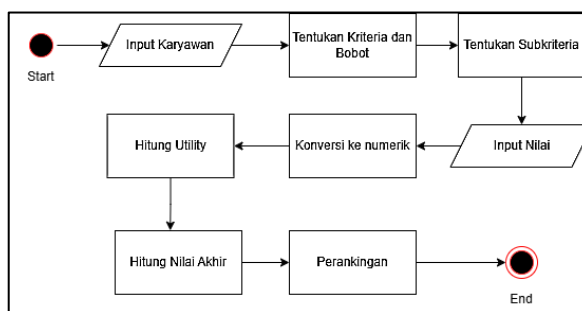 Start
Input Karyawan
Tentukan Kriteria dan
Bobot
Tentukan Subkriteria
Input Nilai
Konversi ke numerik
Hitung Utility
Hitung Nilai Akhir
Perankingan
End